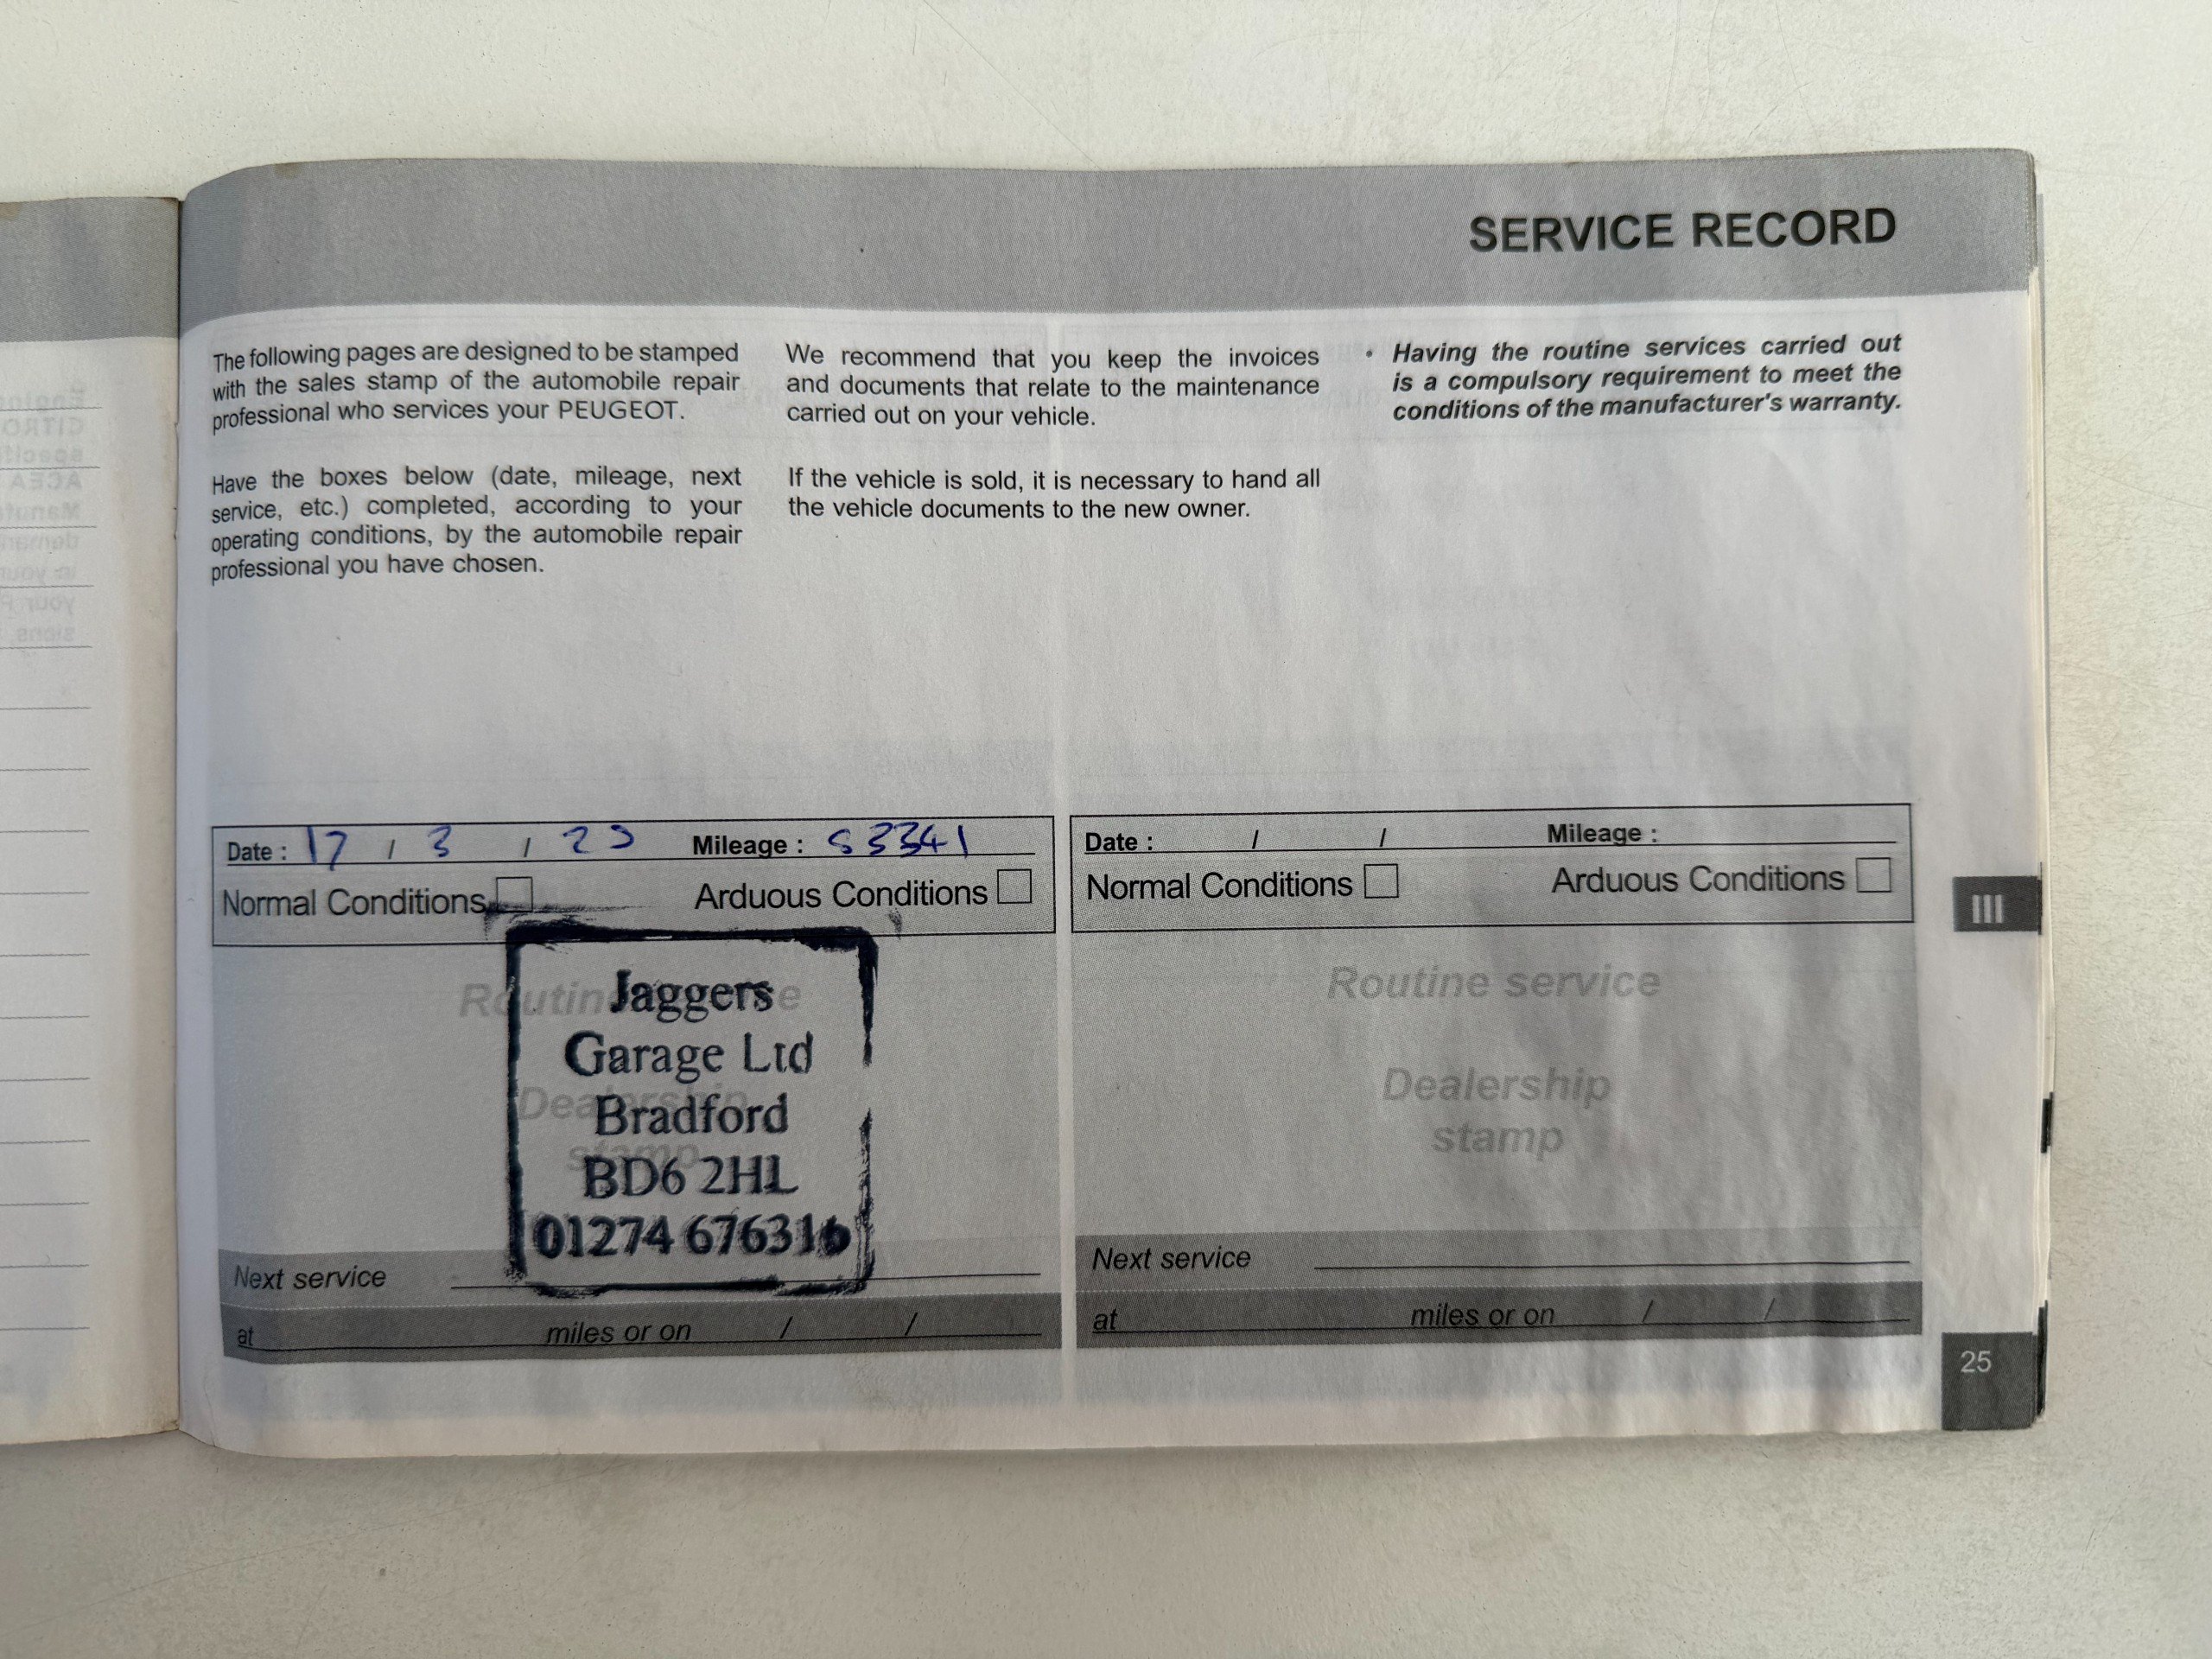 SERVICE RECORD
The following pages are designed to be stamped
with the sales stamp of the automobile repair
professional who services your PEUGEOT.
Have the boxes below (date, mileage, next
service, etc.) completed, according to your
operating conditions, by the automobile repair
professional you have chosen.
We recommend that you keep the invoices
and documents that relate to the maintenance
carried out on your vehicle.
If the vehicle is sold, it is necessary to hand all
the vehicle documents to the new owner.
• Having the routine services carried out
is a compulsory requirement to meet the
conditions of the manufacturer's warranty.
Date : 17 / 3 / Mileage : 53341
Normal Conditions Arduous Conditions
Routine service
Dealership
stamp
Jaggers
Garage Ltd
Bradford
BD6 2HL
01274 676316
Next service
at miles or on / /
Date : / / Mileage :
Normal Conditions Arduous Conditions
Routine service
Dealership
stamp
Next service
at miles or on / /
III
25